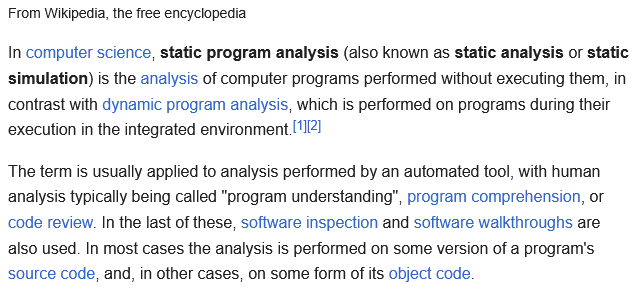 From Wikipedia, the free encyclopedia
In computer science, static program analysis (also known as static analysis or static
simulation) is the analysis of computer programs performed without executing them, in
contrast with dynamic program analysis, which is performed on programs during their
execution in the integrated environment.[1][2]
The term is usually applied to analysis performed by an automated tool, with human
analysis typically being called "program understanding", program comprehension, or
code review. In the last of these, software inspection and software walkthroughs are
also used. In most cases the analysis is performed on some version of a program's
source code, and, in other cases, on some form of its object code.